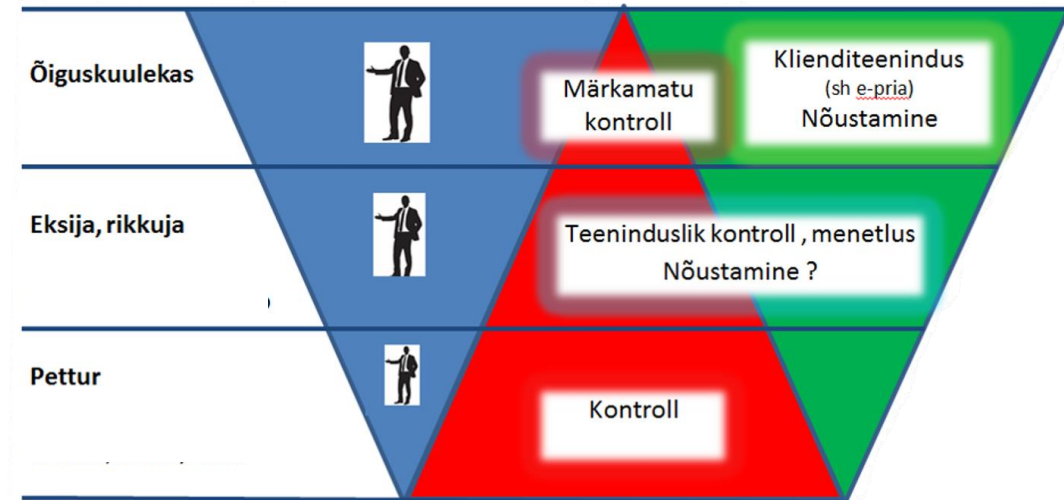 Õiguskuulekas
Märkamatu
kontroll
Klienditeenindus
(sh e-pria)
Nõustamine
Eksija, rikkuja
Teeninduslik kontroll , menetlus
Nõustamine ?
Pettur
Kontroll